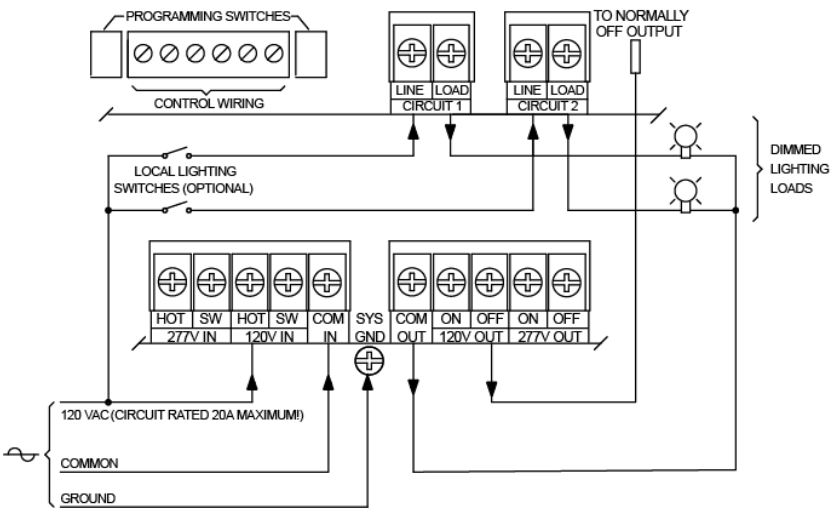 PROGRAMMING SWITCHES
TO NORMALLY
OFF OUTPUT
CONTROL WIRING
LINE LOAD LINE LOAD
CIRCUIT 1 CIRCUIT 2
LOCAL LIGHTING
SWITCHES (OPTIONAL)
DIMMED
LIGHTING
LOADS
HOT SW HOT SW COM SYS COM ON OFF ON OFF
277V IN 120V IN IN GND OUT 120V OUT 277V OUT
120 VAC (CIRCUIT RATED 20A MAXIMUM!)
COMMON
GROUND